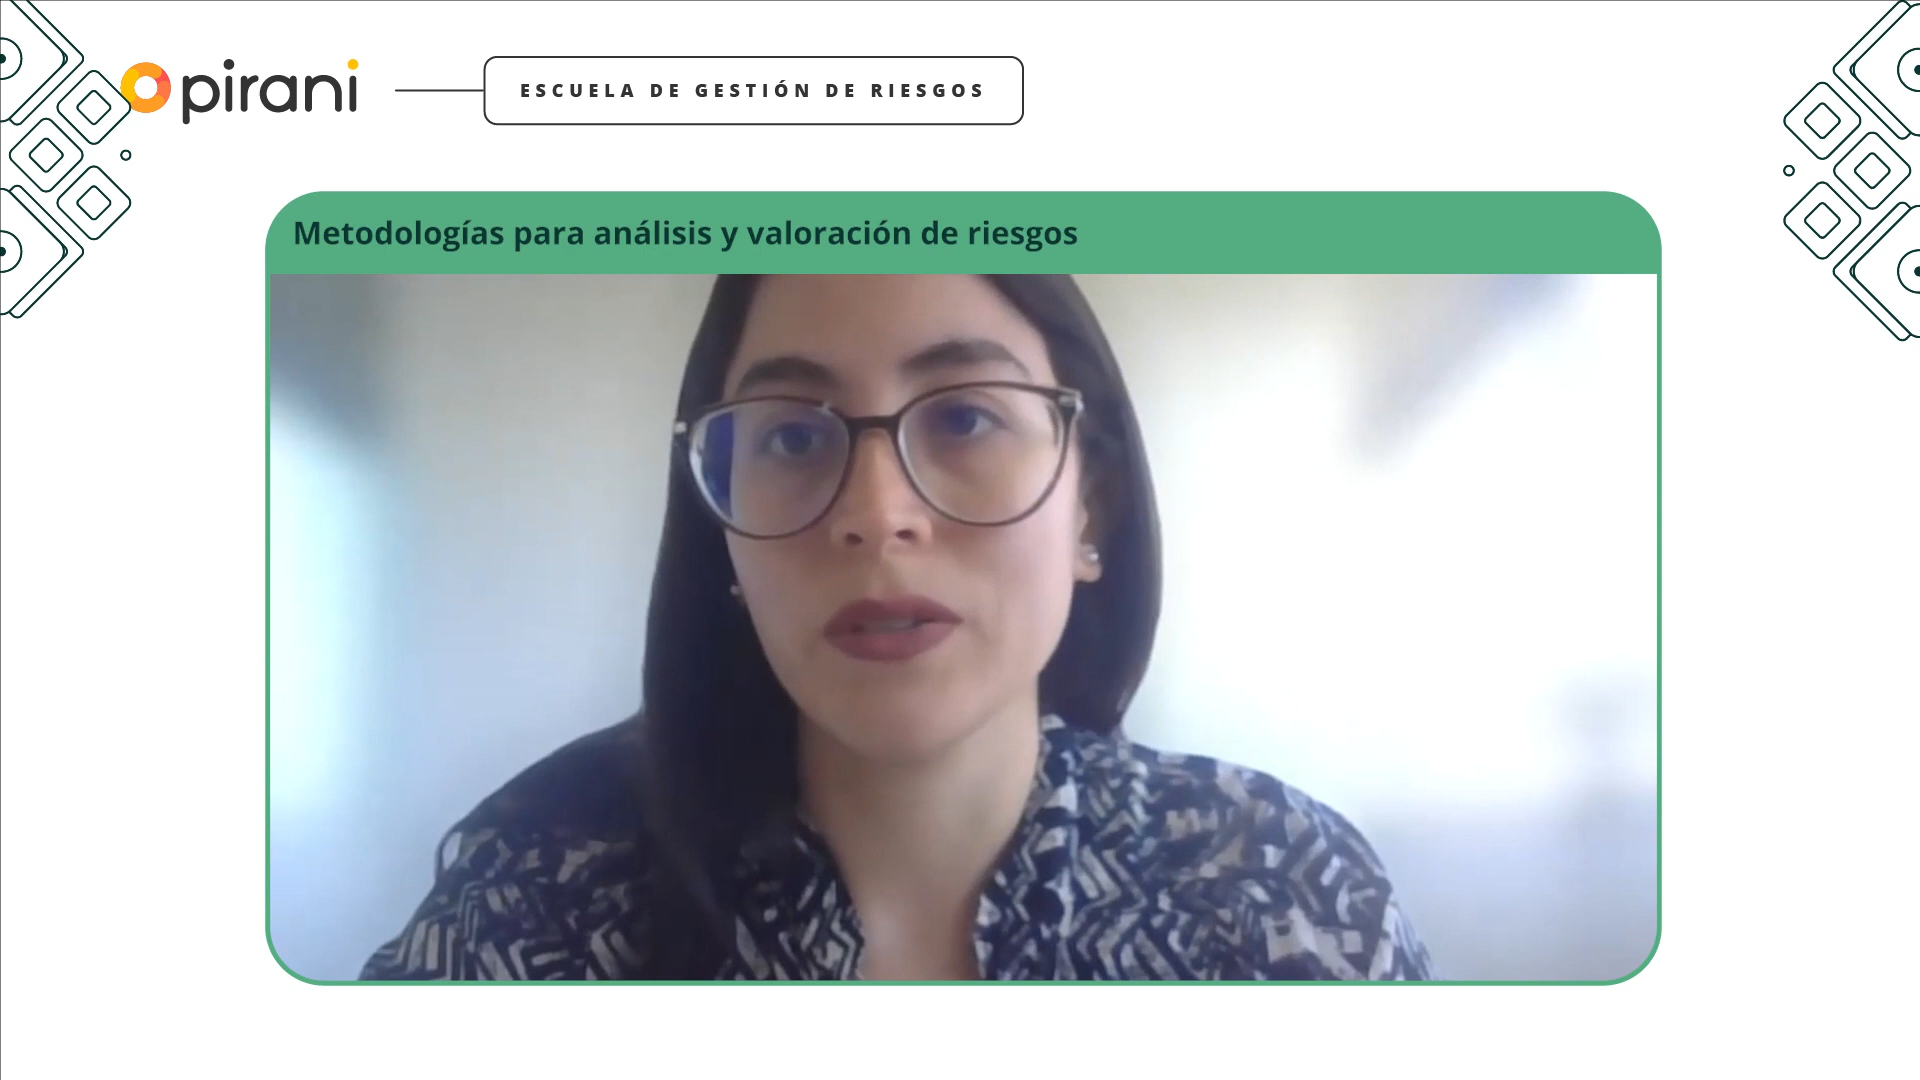 pirani
ESCUELA DE GESTIÓN DE RIESGOS
Metodologías para análisis y valoración de riesgos